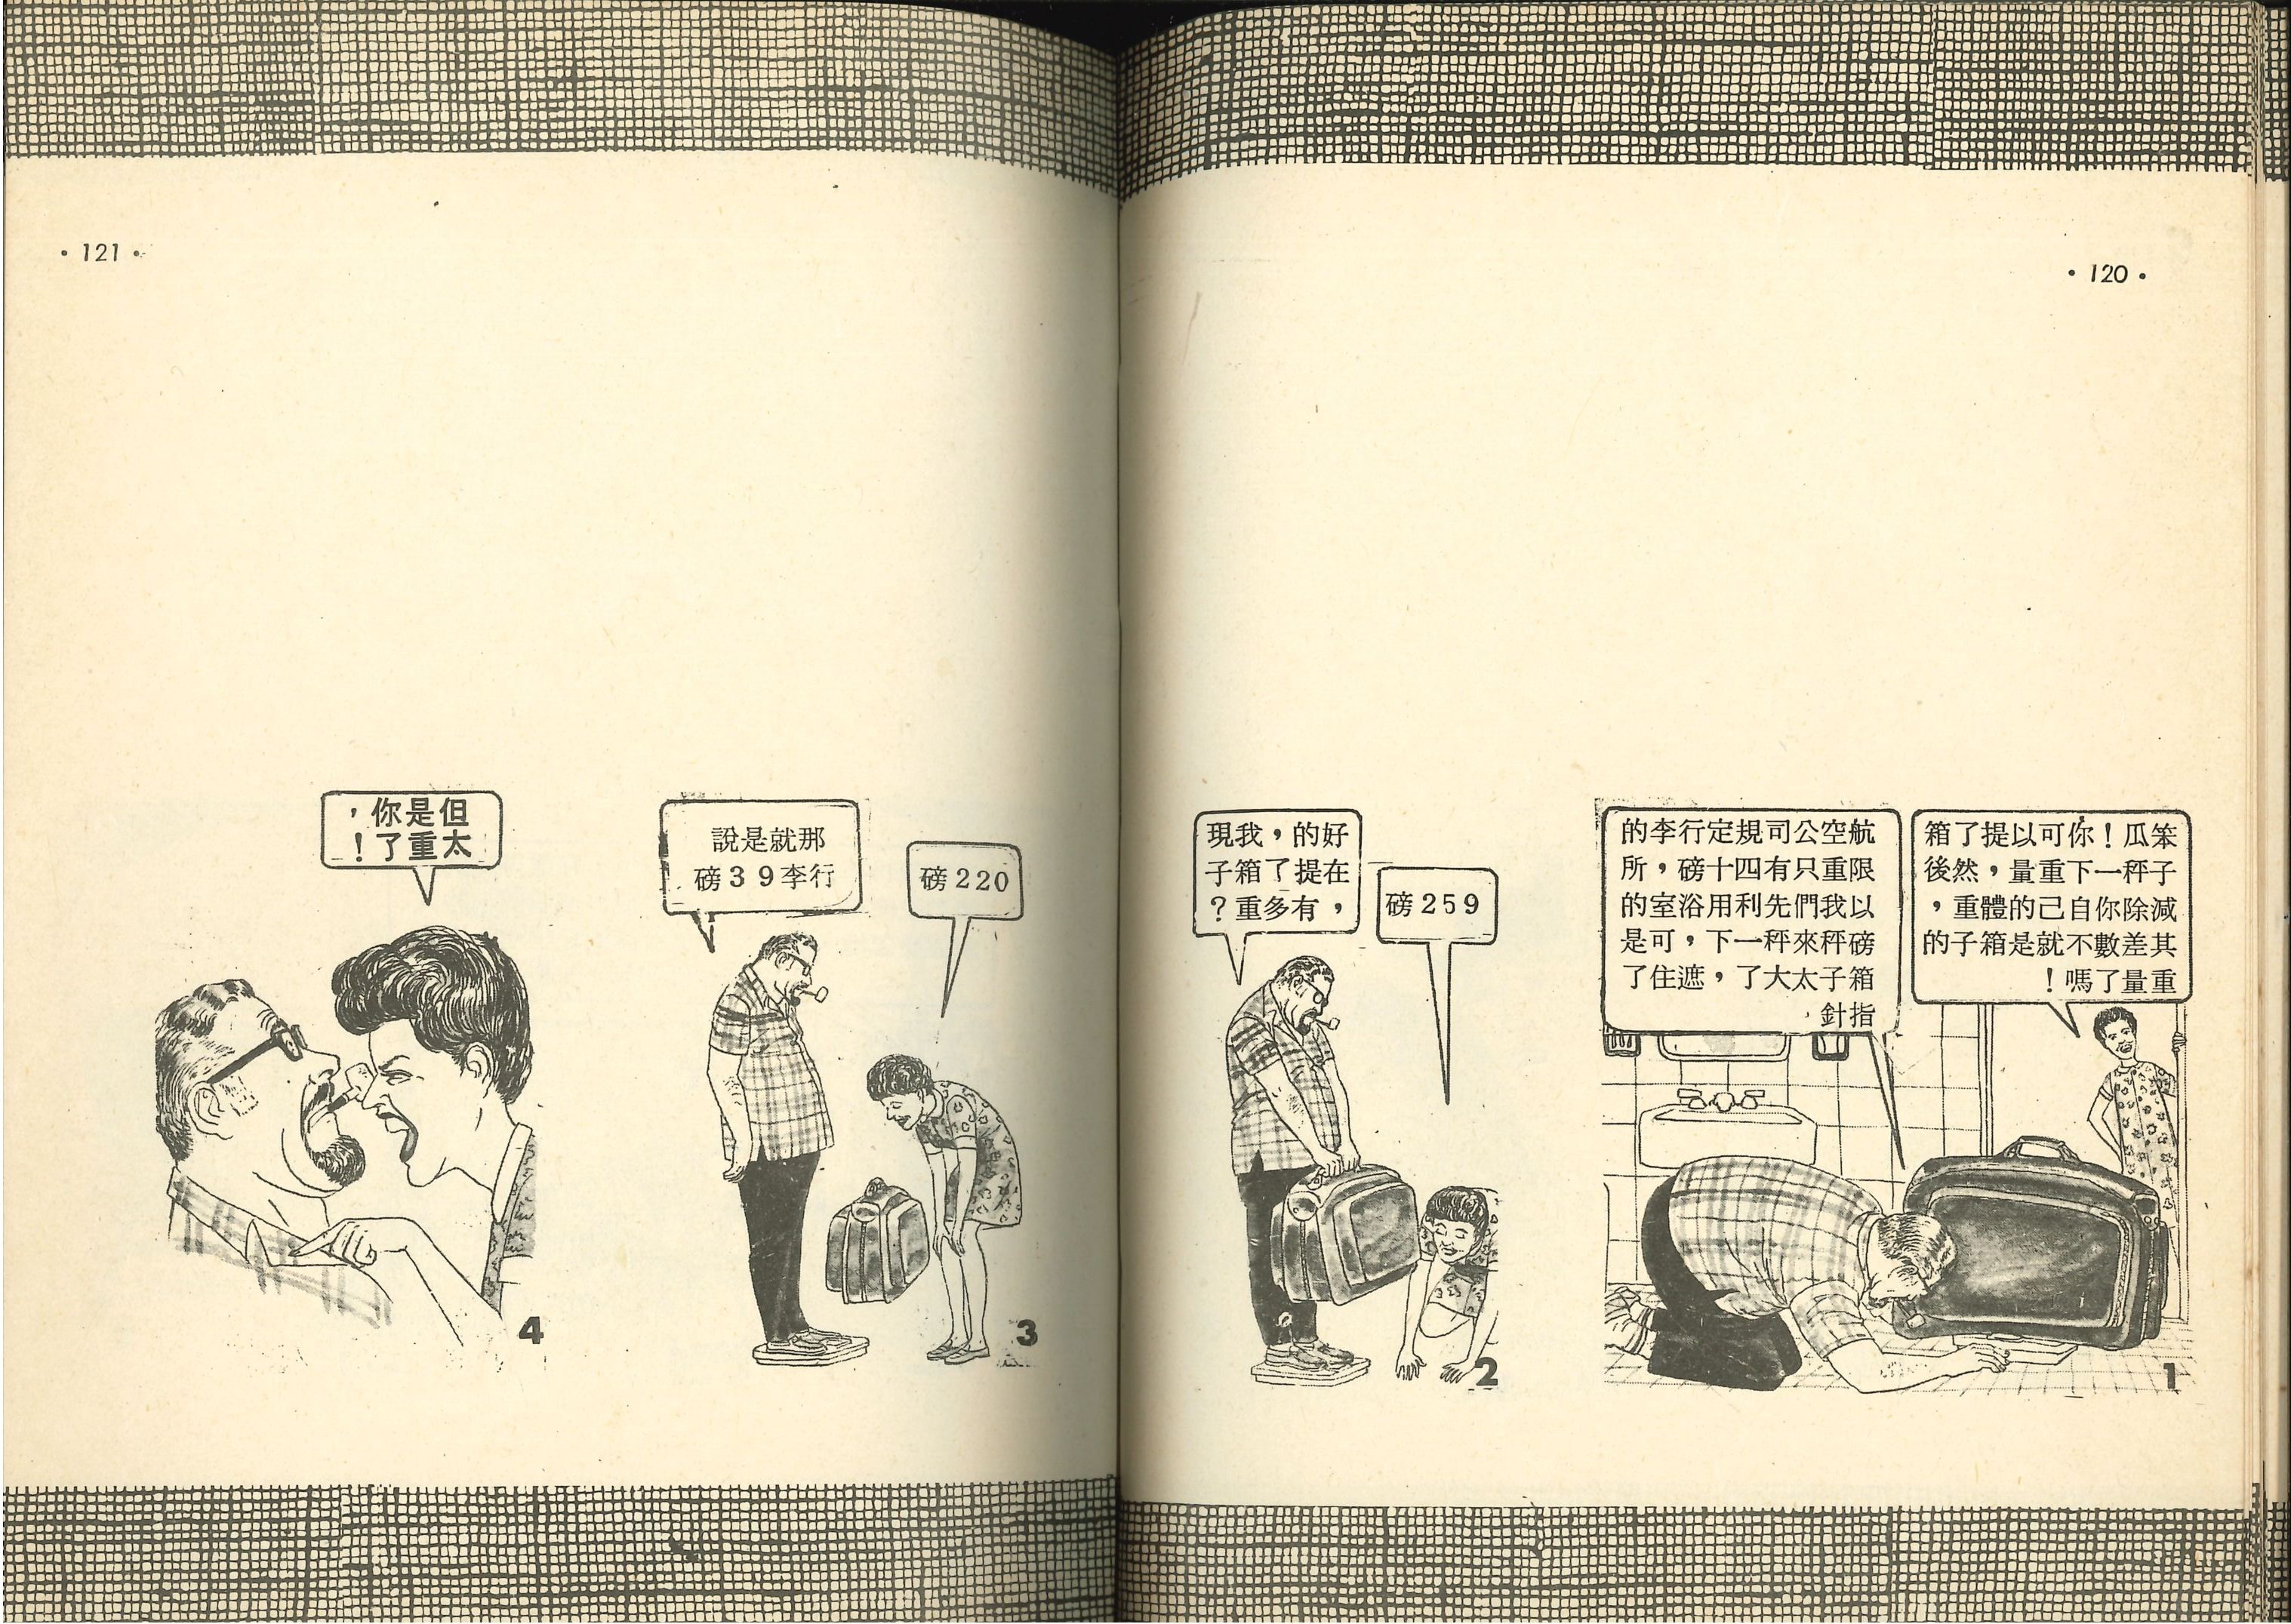 ·120·
航空公司規定行李的
限重只有四十磅，所
以我們先利用浴室的
磅秤來秤一下，可是
箱子太大了，遮住了
指針
笨瓜！你可以提了箱
子秤一下重量，然後
減除你自己的體重，
其差數不就是箱子的
重量了嗎！
1
好的，我現
在提了箱子
，有多重？
259磅
2
·121·
220磅
那就是說
行李39磅
3
但是你，
太重了！
4